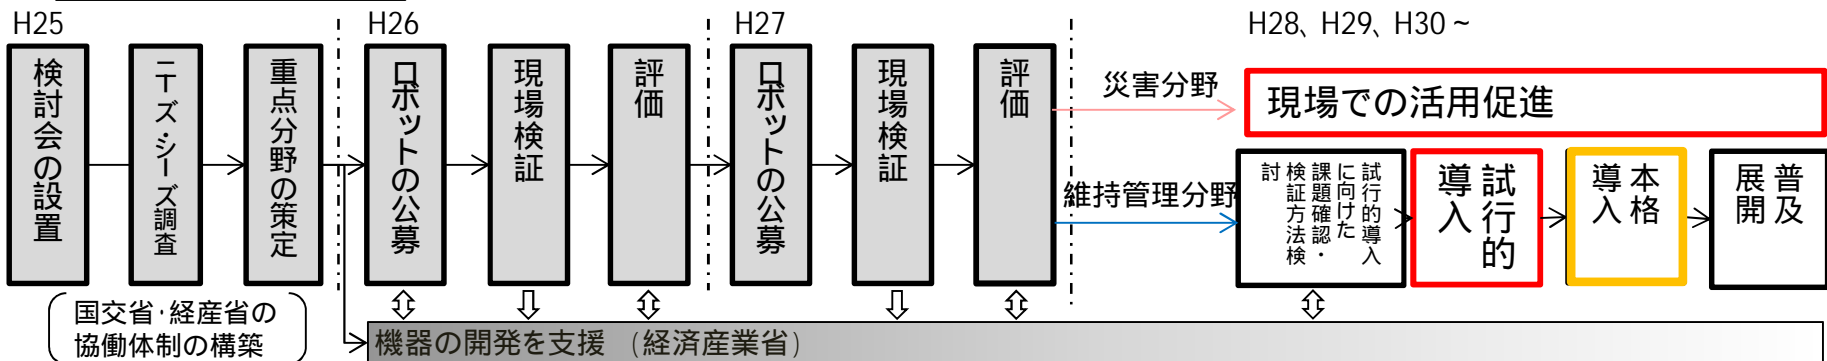 H25
H26
H27
H28、H29、H30～
検討会の設置
ニーズ・シーズ調査
重点分野の策定
ロボットの公募
現場検証
評価
ロボットの公募
現場検証
評価
災害分野
現場での活用促進
維持管理分野
試行的導入
に向けた
課題確認・
検証方法検
討
試行的
導入
本格
導入
普及
展開
国交省・経産省の
協働体制の構築
機器の開発を支援 (経済産業省)